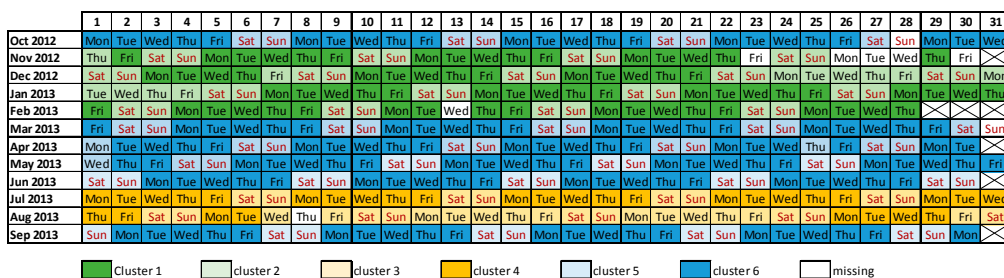 1 2 3 4 5 6 7 8 9 10 11 12 13 14 15 16 17 18 19 20 21 22 23 24 25 26 27 28 29 30 31
Oct 2012 Mon Tue Wed Thu Fri Sat Sun Mon Tue Wed Thu Fri Sat Sun Mon Tue Wed Thu Fri Sat Sun Mon Tue Wed Thu Fri Sat Sun Mon Tue Wed
Nov 2012 Thu Fri Sat Sun Mon Tue Wed Thu Fri Sat Sun Mon Tue Wed Thu Fri Sat Sun Mon Tue Wed Thu Fri Sat Sun Mon Tue Wed Thu Fri
Dec 2012 Sat Sun Mon Tue Wed Thu Fri Sat Sun Mon Tue Wed Thu Fri Sat Sun Mon Tue Wed Thu Fri Sat Sun Mon Tue Wed Thu Fri Sat Sun Mon
Jan 2013 Tue Wed Thu Fri Sat Sun Mon Tue Wed Thu Fri Sat Sun Mon Tue Wed Thu Fri Sat Sun Mon Tue Wed Thu Fri Sat Sun Mon Tue Wed Thu
Feb 2013 Fri Sat Sun Mon Tue Wed Thu Fri Sat Sun Mon Tue Wed Thu Fri Sat Sun Mon Tue Wed Thu Fri Sat Sun Mon Tue Wed Thu
Mar 2013 Fri Sat Sun Mon Tue Wed Thu Fri Sat Sun Mon Tue Wed Thu Fri Sat Sun Mon Tue Wed Thu Fri Sat Sun Mon Tue Wed Thu Fri Sat Sun
Apr 2013 Mon Tue Wed Thu Fri Sat Sun Mon Tue Wed Thu Fri Sat Sun Mon Tue Wed Thu Fri Sat Sun Mon Tue Wed Thu Fri Sat Sun Mon Tue
May 2013 Wed Thu Fri Sat Sun Mon Tue Wed Thu Fri Sat Sun Mon Tue Wed Thu Fri Sat Sun Mon Tue Wed Thu Fri Sat Sun Mon Tue Wed Thu Fri
Jun 2013 Sat Sun Mon Tue Wed Thu Fri Sat Sun Mon Tue Wed Thu Fri Sat Sun Mon Tue Wed Thu Fri Sat Sun Mon Tue Wed Thu Fri Sat Sun
Jul 2013 Mon Tue Wed Thu Fri Sat Sun Mon Tue Wed Thu Fri Sat Sun Mon Tue Wed Thu Fri Sat Sun Mon Tue Wed Thu Fri Sat Sun Mon Tue Wed
Aug 2013 Thu Fri Sat Sun Mon Tue Wed Thu Fri Sat Sun Mon Tue Wed Thu Fri Sat Sun Mon Tue Wed Thu Fri Sat Sun Mon Tue Wed Thu Fri Sat
Sep 2013 Sun Mon Tue Wed Thu Fri Sat Sun Mon Tue Wed Thu Fri Sat Sun Mon Tue Wed Thu Fri Sat Sun Mon Tue Wed Thu Fri Sat Sun Mon
Cluster 1 cluster 2 cluster 3 cluster 4 cluster 5 cluster 6 missing